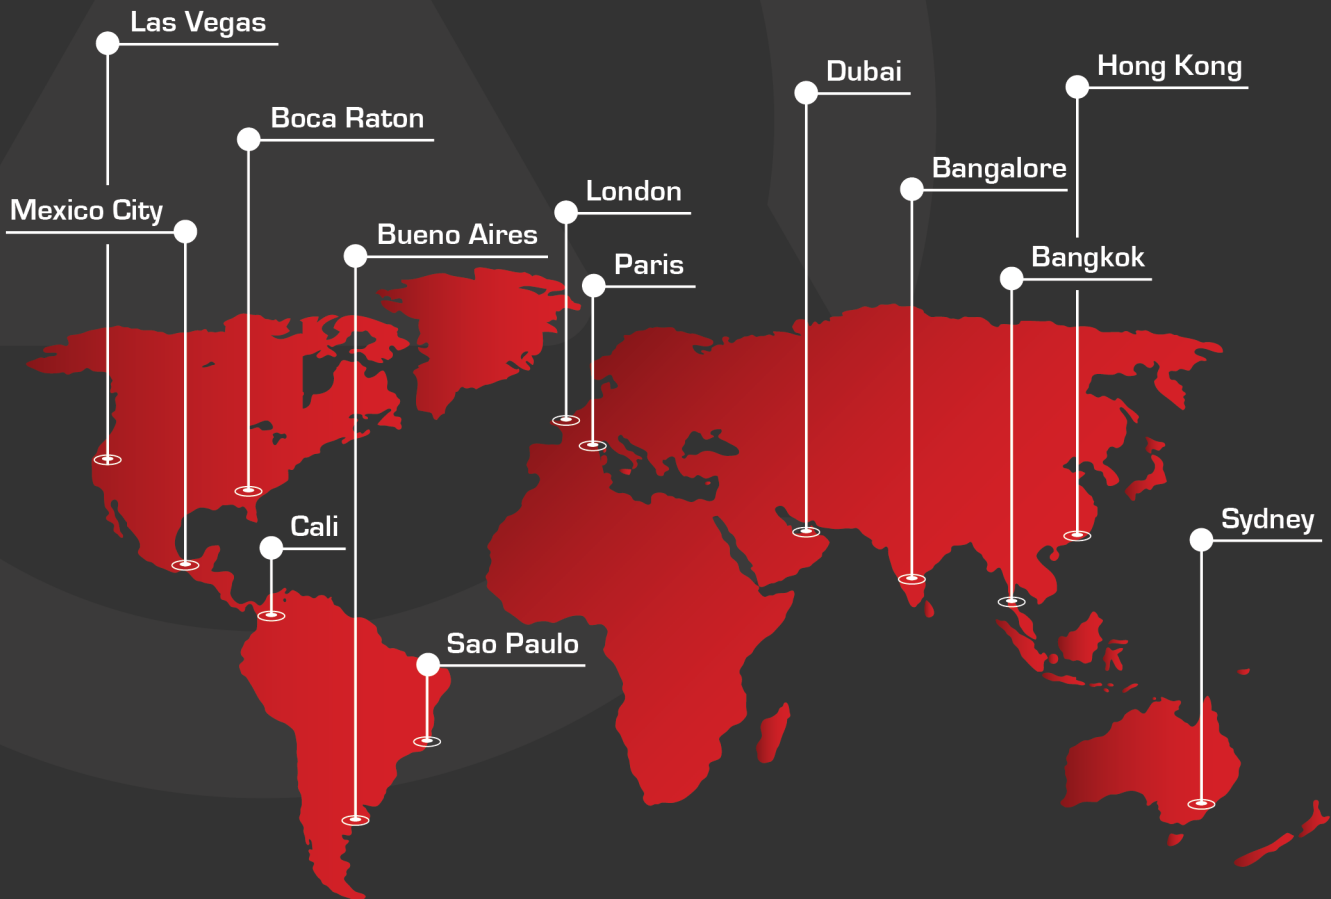 Las Vegas
Hong Kong
Dubai
Boca Raton
Bangalore
London
Mexico City
Bueno Aires
Bangkok
Paris
Sydney
Cali
Sao Paulo